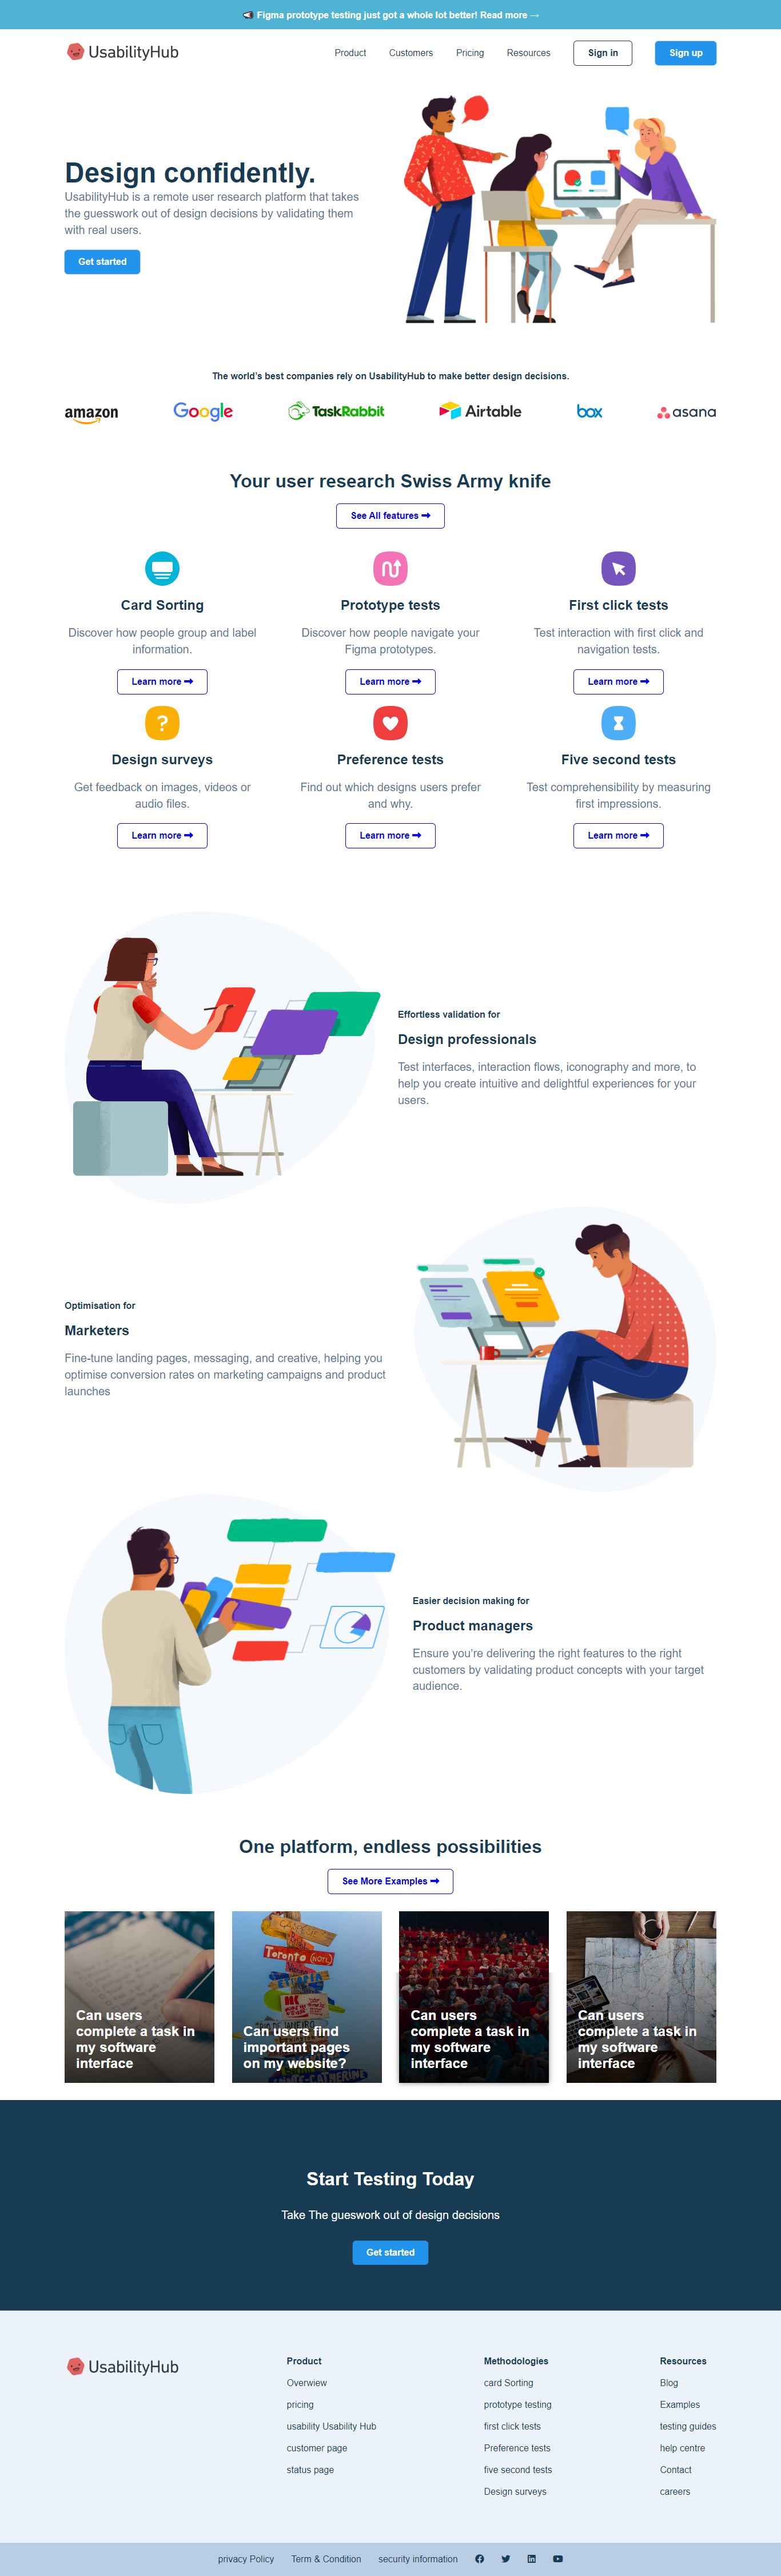 Figma prototype testing just got a whole lot better! Read more →
UsabilityHub
Product
Customers
Pricing
Resources
Sign in
Sign up
Design confidently.
UsabilityHub is a remote user research platform that takes
the guesswork out of design decisions by validating them
with real users.
Get started
The world's best companies rely on UsabilityHub to make better design decisions.
amazon
Google
TaskRabbit
Airtable
box
asana
Your user research Swiss Army knife
See All features
Card Sorting
Discover how people group and label
information.
Learn more
Prototype tests
Discover how people navigate your
Figma prototypes.
Learn more
First click tests
Test interaction with first click and
navigation tests.
Learn more
?
Design surveys
Get feedback on images, videos or
audio files.
Learn more
Preference tests
Find out which designs users prefer
and why.
Learn more
Five second tests
Test comprehensibility by measuring
first impressions.
Learn more
Effortless validation for
Design professionals
Test interfaces, interaction flows, iconography and more, to
help you create intuitive and delightful experiences for your
users.
Optimisation for
Marketers
Fine-tune landing pages, messaging, and creative, helping you
optimise conversion rates on marketing campaigns and product
launches
Easier decision making for
Product managers
Ensure you're delivering the right features to the right
customers by validating product concepts with your target
audience.
One platform, endless possibilities
See More Examples
Can users
complete a task in
my software
interface
Toronto
Can users find
important pages
on my website?
Can users
complete a task in
my software
interface
Can users
complete a task in
my software
interface
Start Testing Today
Take The gueswork out of design decisions
Get started
UsabilityHub
Product
Overwiew
pricing
usability Usability Hub
customer page
status page
Methodologies
card Sorting
prototype testing
first click tests
Preference tests
five second tests
Design surveys
Resources
Blog
Examples
testing guides
help centre
Contact
careers
privacy Policy
Term & Condition
security information